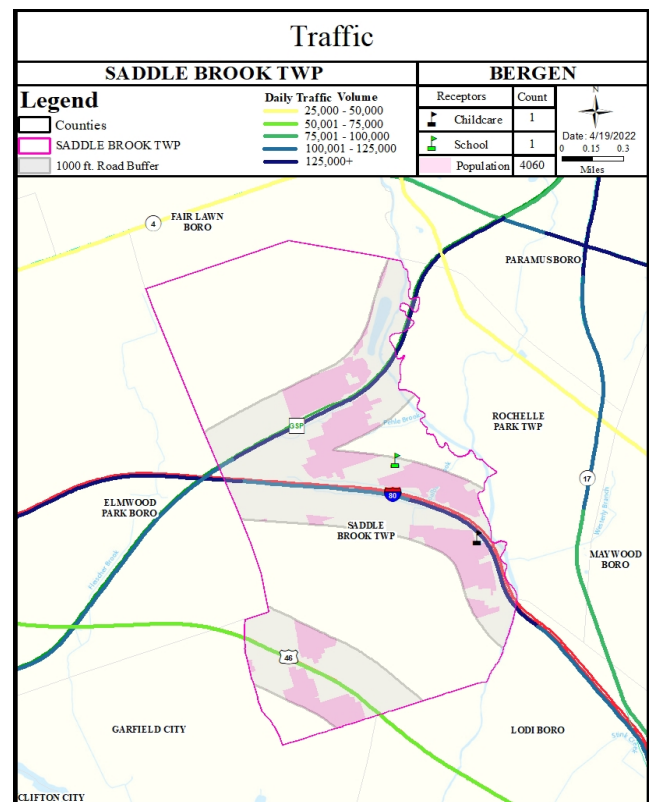 Traffic
SADDLE BROOK TWP
BERGEN
Legend
Counties
SADDLE BROOK TWP
1000 ft. Road Buffer
Daily Traffic Volume
25,000 - 50,000
50,001 - 75,000
75,001 - 100,000
100,001 - 125,000
125,000+
Receptors Count
Childcare 1
School 1
Population 4060
N
Date: 4/19/2022
0 0.15 0.3
Miles
4
FAIR LAWN
BORO
PARAMUS BORO
GSP
ROCHELLE
PARK TWP
17
ELMWOOD
PARK BORO
80
SADDLE
BROOK TWP
MAYWOOD
BORO
Fleischer Brook
46
GARFIELD CITY
LODI BORO
CLIFTON CITY